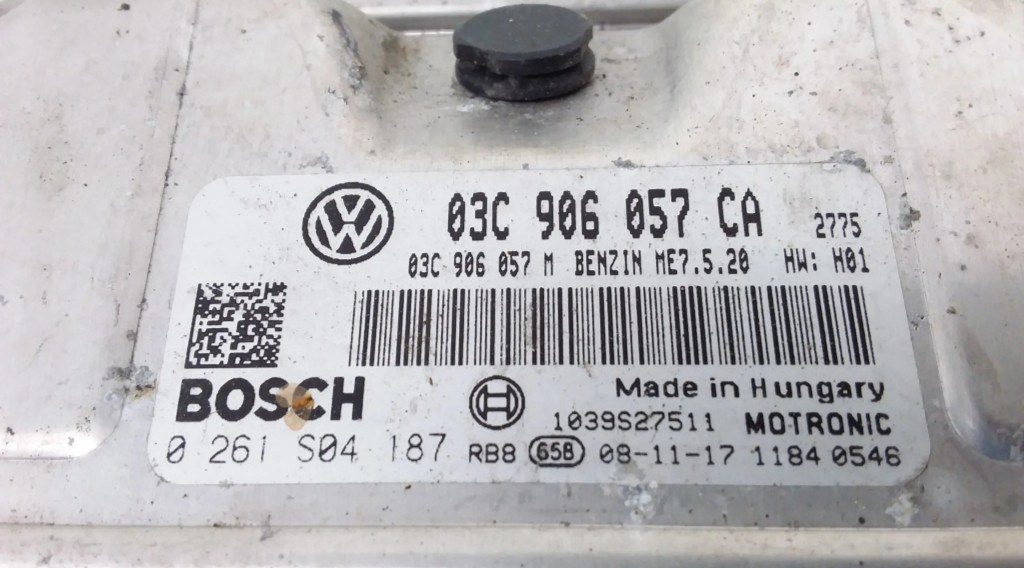 03C 906 057 CA 2775
03C 906 057 M BENZIN ME7.5.20 HW: H01
BOSCH
Made in Hungary
1039S27511 MOTRONIC
0 261 S04 187 RB8 658 08-11-17 1184 0546